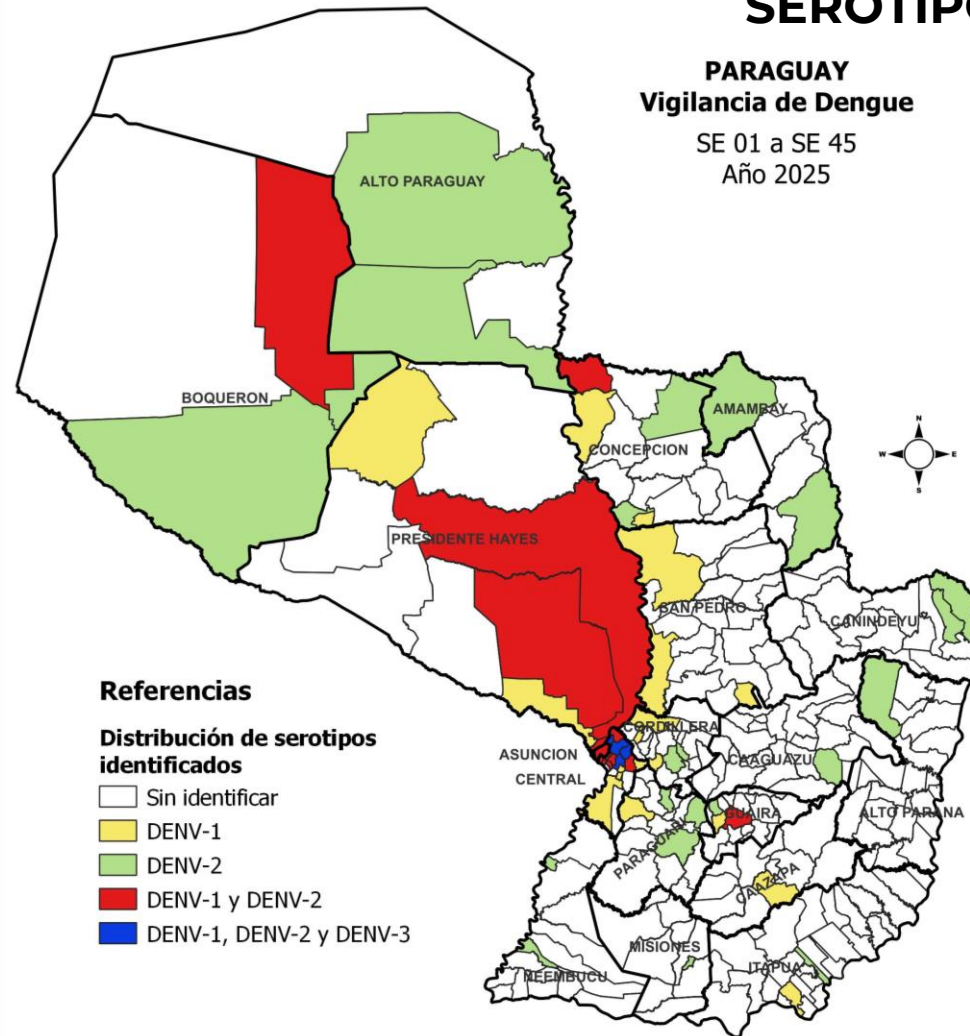 SEROTIPO
PARAGUAY
Vigilancia de Dengue
SE 01 a SE 45
Año 2025
ALTO PARAGUAY
BOQUERON
AMAMBAY
CONCEPCION
N
W E
S
PRESIDENTE HAYES
SAN PEDRO
CANINDEYU
CORDILLERA
ASUNCION
CENTRAL
CAAGUAZU
GUAIRA
ALTO PARANA
PARAGUARI
CAAZAPA
MISIONES
ITAPUA
ÑEEMBUCU
Referencias
Distribución de serotipos
identificados
Sin identificar
DENV-1
DENV-2
DENV-1 y DENV-2
DENV-1, DENV-2 y DENV-3